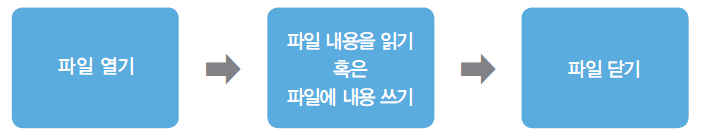 파일 열기
파일 내용을 읽기
혹은
파일에 내용 쓰기
파일 닫기